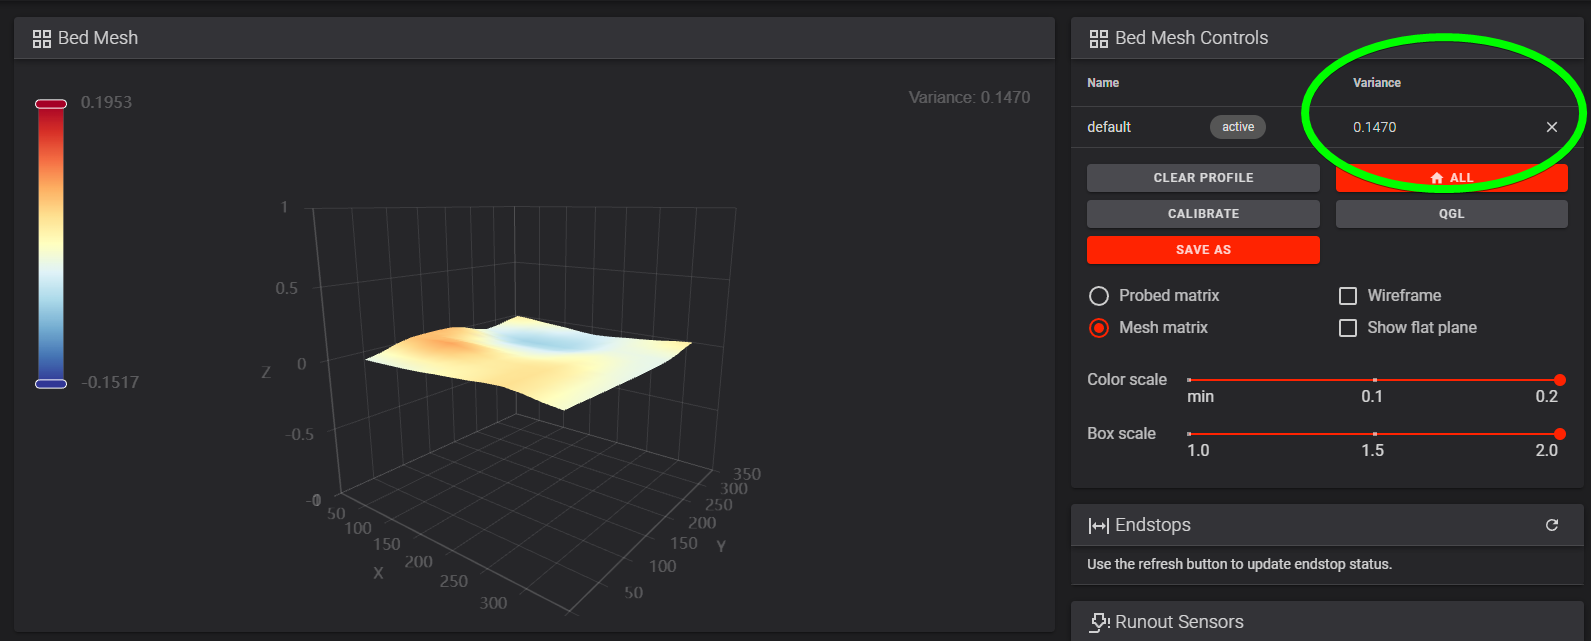 Bed Mesh
0.1953
-0.1517
Variance: 0.1470
1
0.5
0
-0.5
Z
50
100
150
200
250
300
X
350
300
250
200
150
100
50
Y
Bed Mesh Controls
Name Variance
default active 0.1470
CLEAR PROFILE ALL
CALIBRATE QGL
SAVE AS
Probed matrix Wireframe
Mesh matrix Show flat plane
Color scale
min 0.1 0.2
Box scale
1.0 1.5 2.0
Endstops
Use the refresh button to update endstop status.
Runout Sensors